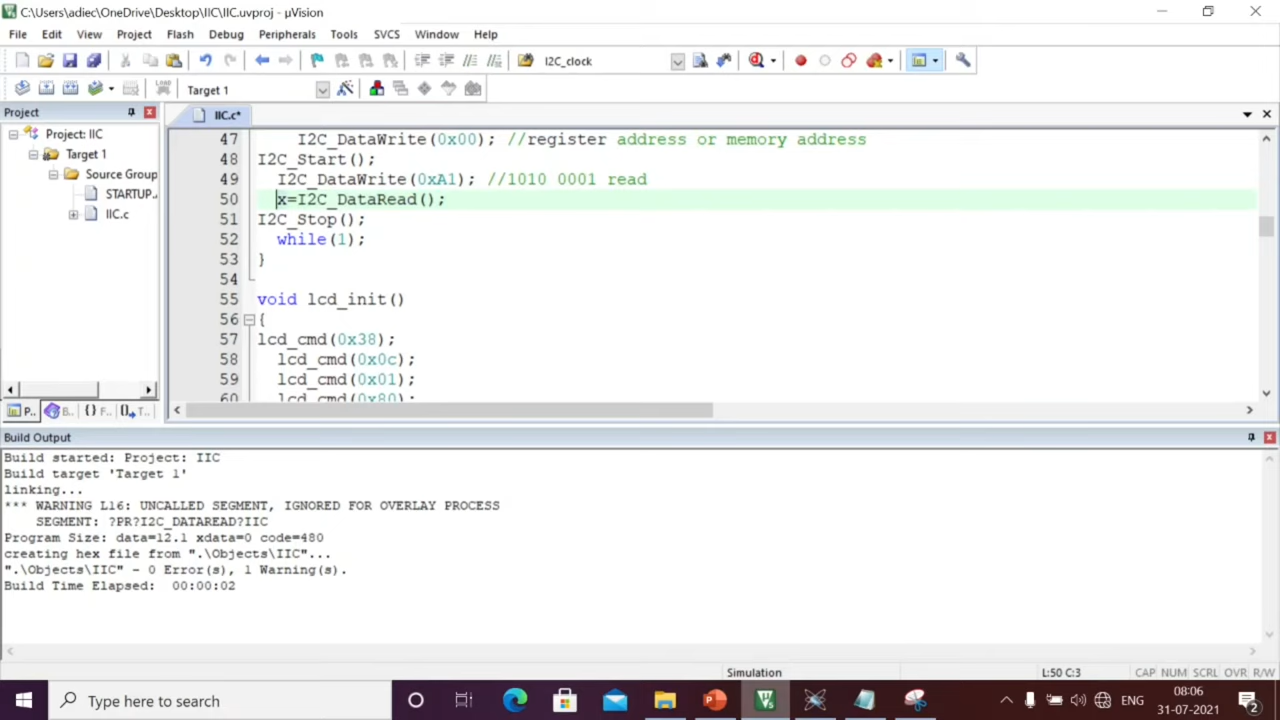 C:\Users\adiec\OneDrive\Desktop\IIC\IIC.uvproj - µVision
File Edit View Project Flash Debug Peripherals Tools SVCS Window Help
I2C_clock
LOAD
Target 1
Project
IIC.c*
Project: IIC
Target 1
Source Group
STARTUP.
IIC.c
47 I2C_DataWrite(0x00); //register address or memory address
48 I2C_Start();
49 I2C_DataWrite(0xA1); //1010 0001 read
50 x=I2C_DataRead();
51 I2C_Stop();
52 while(1);
53 }
54
55 void lcd_init()
56 {
57 lcd_cmd(0x38);
58 lcd_cmd(0x0c);
59 lcd_cmd(0x01);
60 lcd_cmd(0x80);
P.. B.. {} F.. T..
Build Output
Build started: Project: IIC
Build target 'Target 1'
linking...
*** WARNING L16: UNCALLED SEGMENT, IGNORED FOR OVERLAY PROCESS
SEGMENT: ?PR?I2C_DATAREAD?IIC
Program Size: data=12.1 xdata=0 code=480
creating hex file from ".\Objects\IIC"...
".\Objects\IIC" - 0 Error(s), 1 Warning(s).
Build Time Elapsed: 00:00:02
Simulation L:50 C:3 CAP NUM SCRL OVR R/W
Type here to search
ENG
08:06
31-07-2021
2